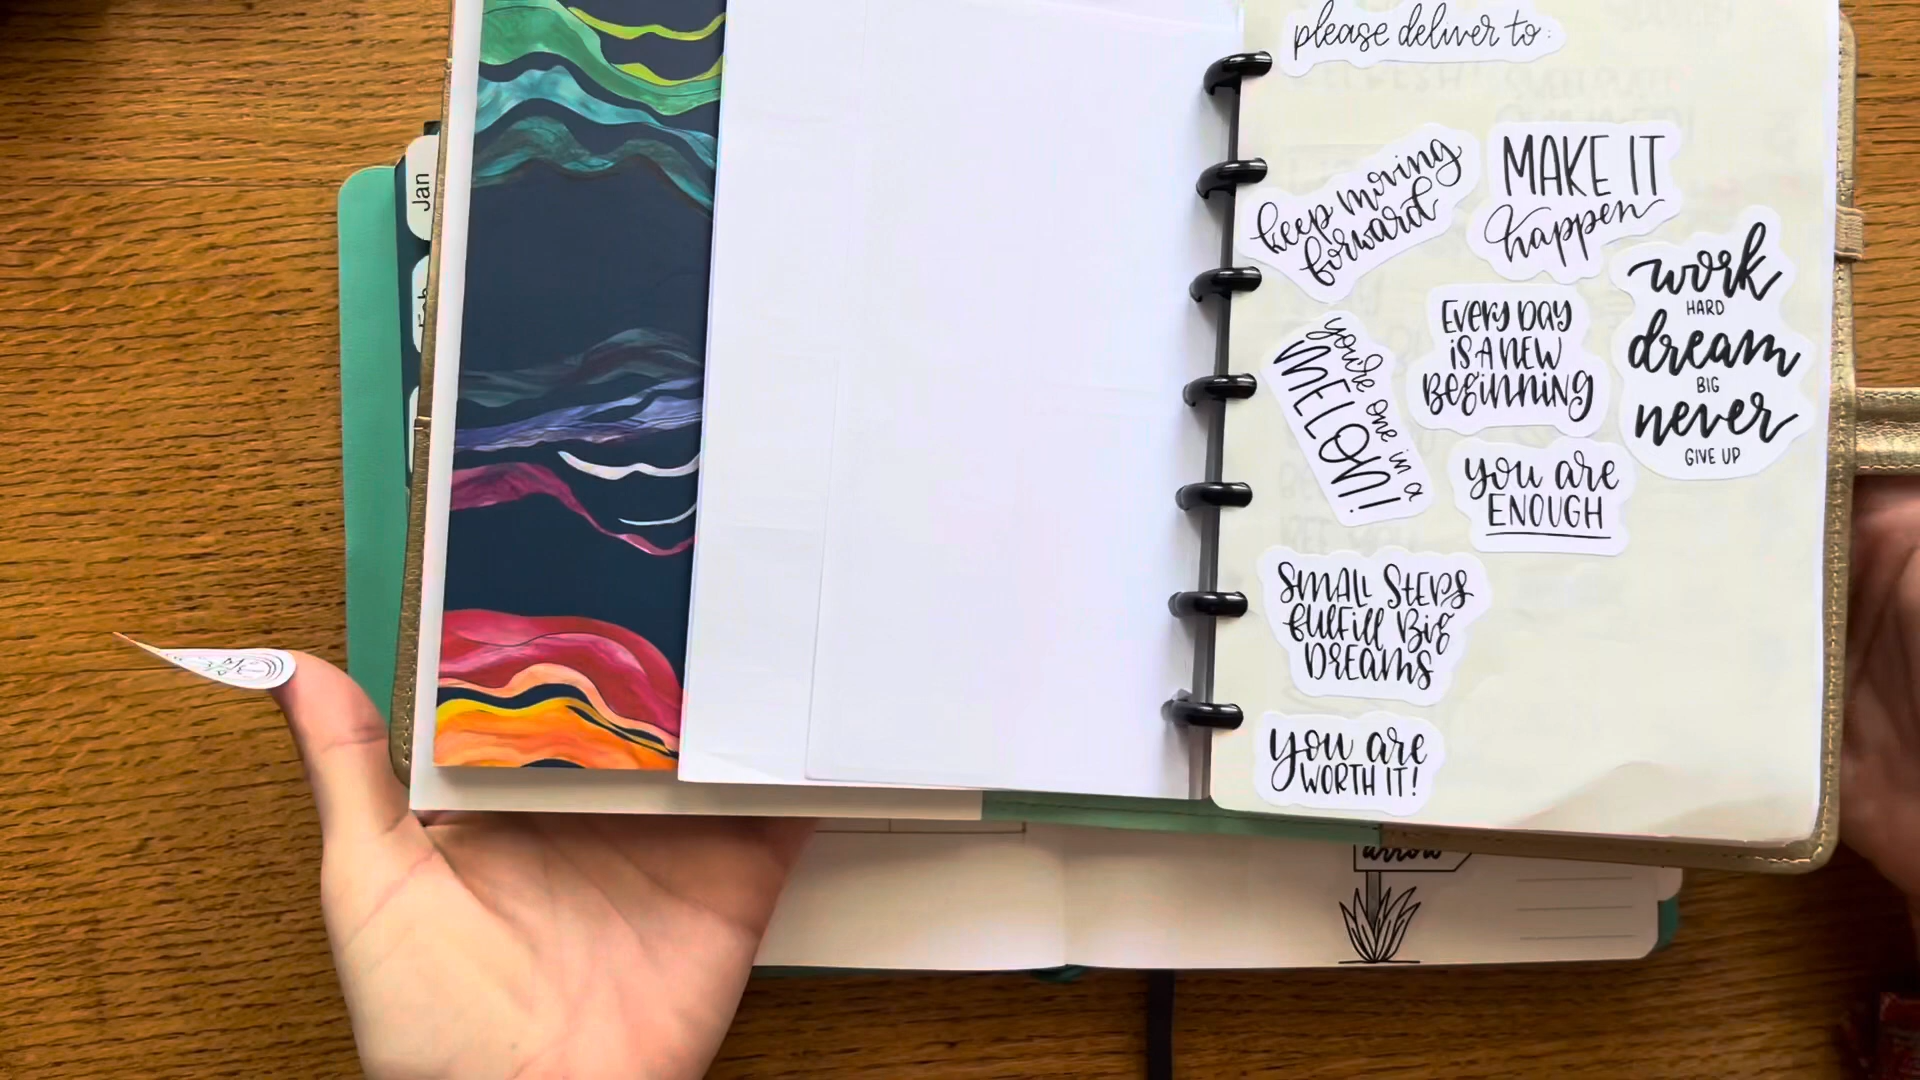 please deliver to:
keep moving
forward
MAKE IT
happen
work
HARD
dream
BIG
never
GIVE UP
EVERY DAY
IS A NEW
BEGINNING
you're one in a
MELON!
you are
ENOUGH
SMALL STEPS
FULFILL BIG
DREAMS
you are
WORTH IT!
Jan
Feb
arrow